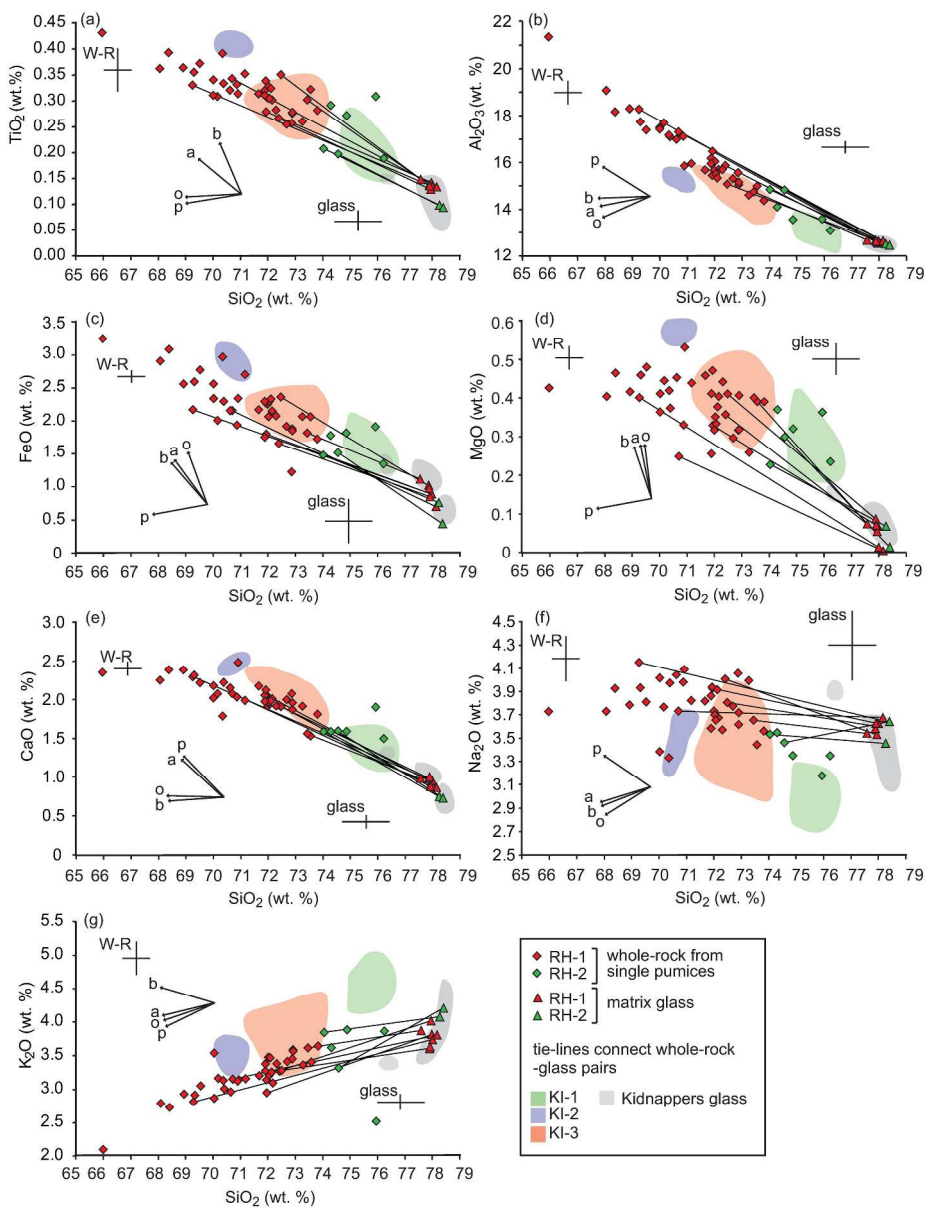 (a)
0.45
0.40
0.35
0.30
0.25
0.20
0.15
0.10
0.05
0.00
TiO2 (wt. %)
W-R
b
a
o
p
glass
65 66 67 68 69 70 71 72 73 74 75 76 77 78 79
SiO2 (wt. %)
(b)
22
20
18
16
14
12
Al2O3 (wt. %)
W-R
glass
p
b
a
o
65 66 67 68 69 70 71 72 73 74 75 76 77 78 79
SiO2 (wt. %)
(c)
3.5
3.0
2.5
2.0
1.5
1.0
0.5
0
FeO (wt. %)
W-R
b a o
p
glass
65 66 67 68 69 70 71 72 73 74 75 76 77 78 79
SiO2 (wt. %)
(d)
0.6
0.5
0.4
0.3
0.2
0.1
0
MgO (wt. %)
W-R
glass
b a o
p
65 66 67 68 69 70 71 72 73 74 75 76 77 78 79
SiO2 (wt. %)
(e)
3.0
2.5
2.0
1.5
1.0
0.5
0
CaO (wt. %)
W-R
p
a
o
b
glass
65 66 67 68 69 70 71 72 73 74 75 76 77 78 79
SiO2 (wt. %)
(f)
4.5
4.3
4.1
3.9
3.7
3.5
3.3
3.1
2.9
2.7
2.5
Na2O (wt. %)
W-R
glass
p
a
b
o
65 66 67 68 69 70 71 72 73 74 75 76 77 78 79
SiO2 (wt. %)
(g)
5.5
5.0
4.5
4.0
3.5
3.0
2.5
2.0
K2O (wt. %)
W-R
b
a
o
p
glass
65 66 67 68 69 70 71 72 73 74 75 76 77 78 79
SiO2 (wt. %)
RH-1
RH-2
whole-rock from
single pumices
RH-1
RH-2
matrix glass
tie-lines connect whole-rock
-glass pairs
KI-1
KI-2
KI-3
Kidnappers glass